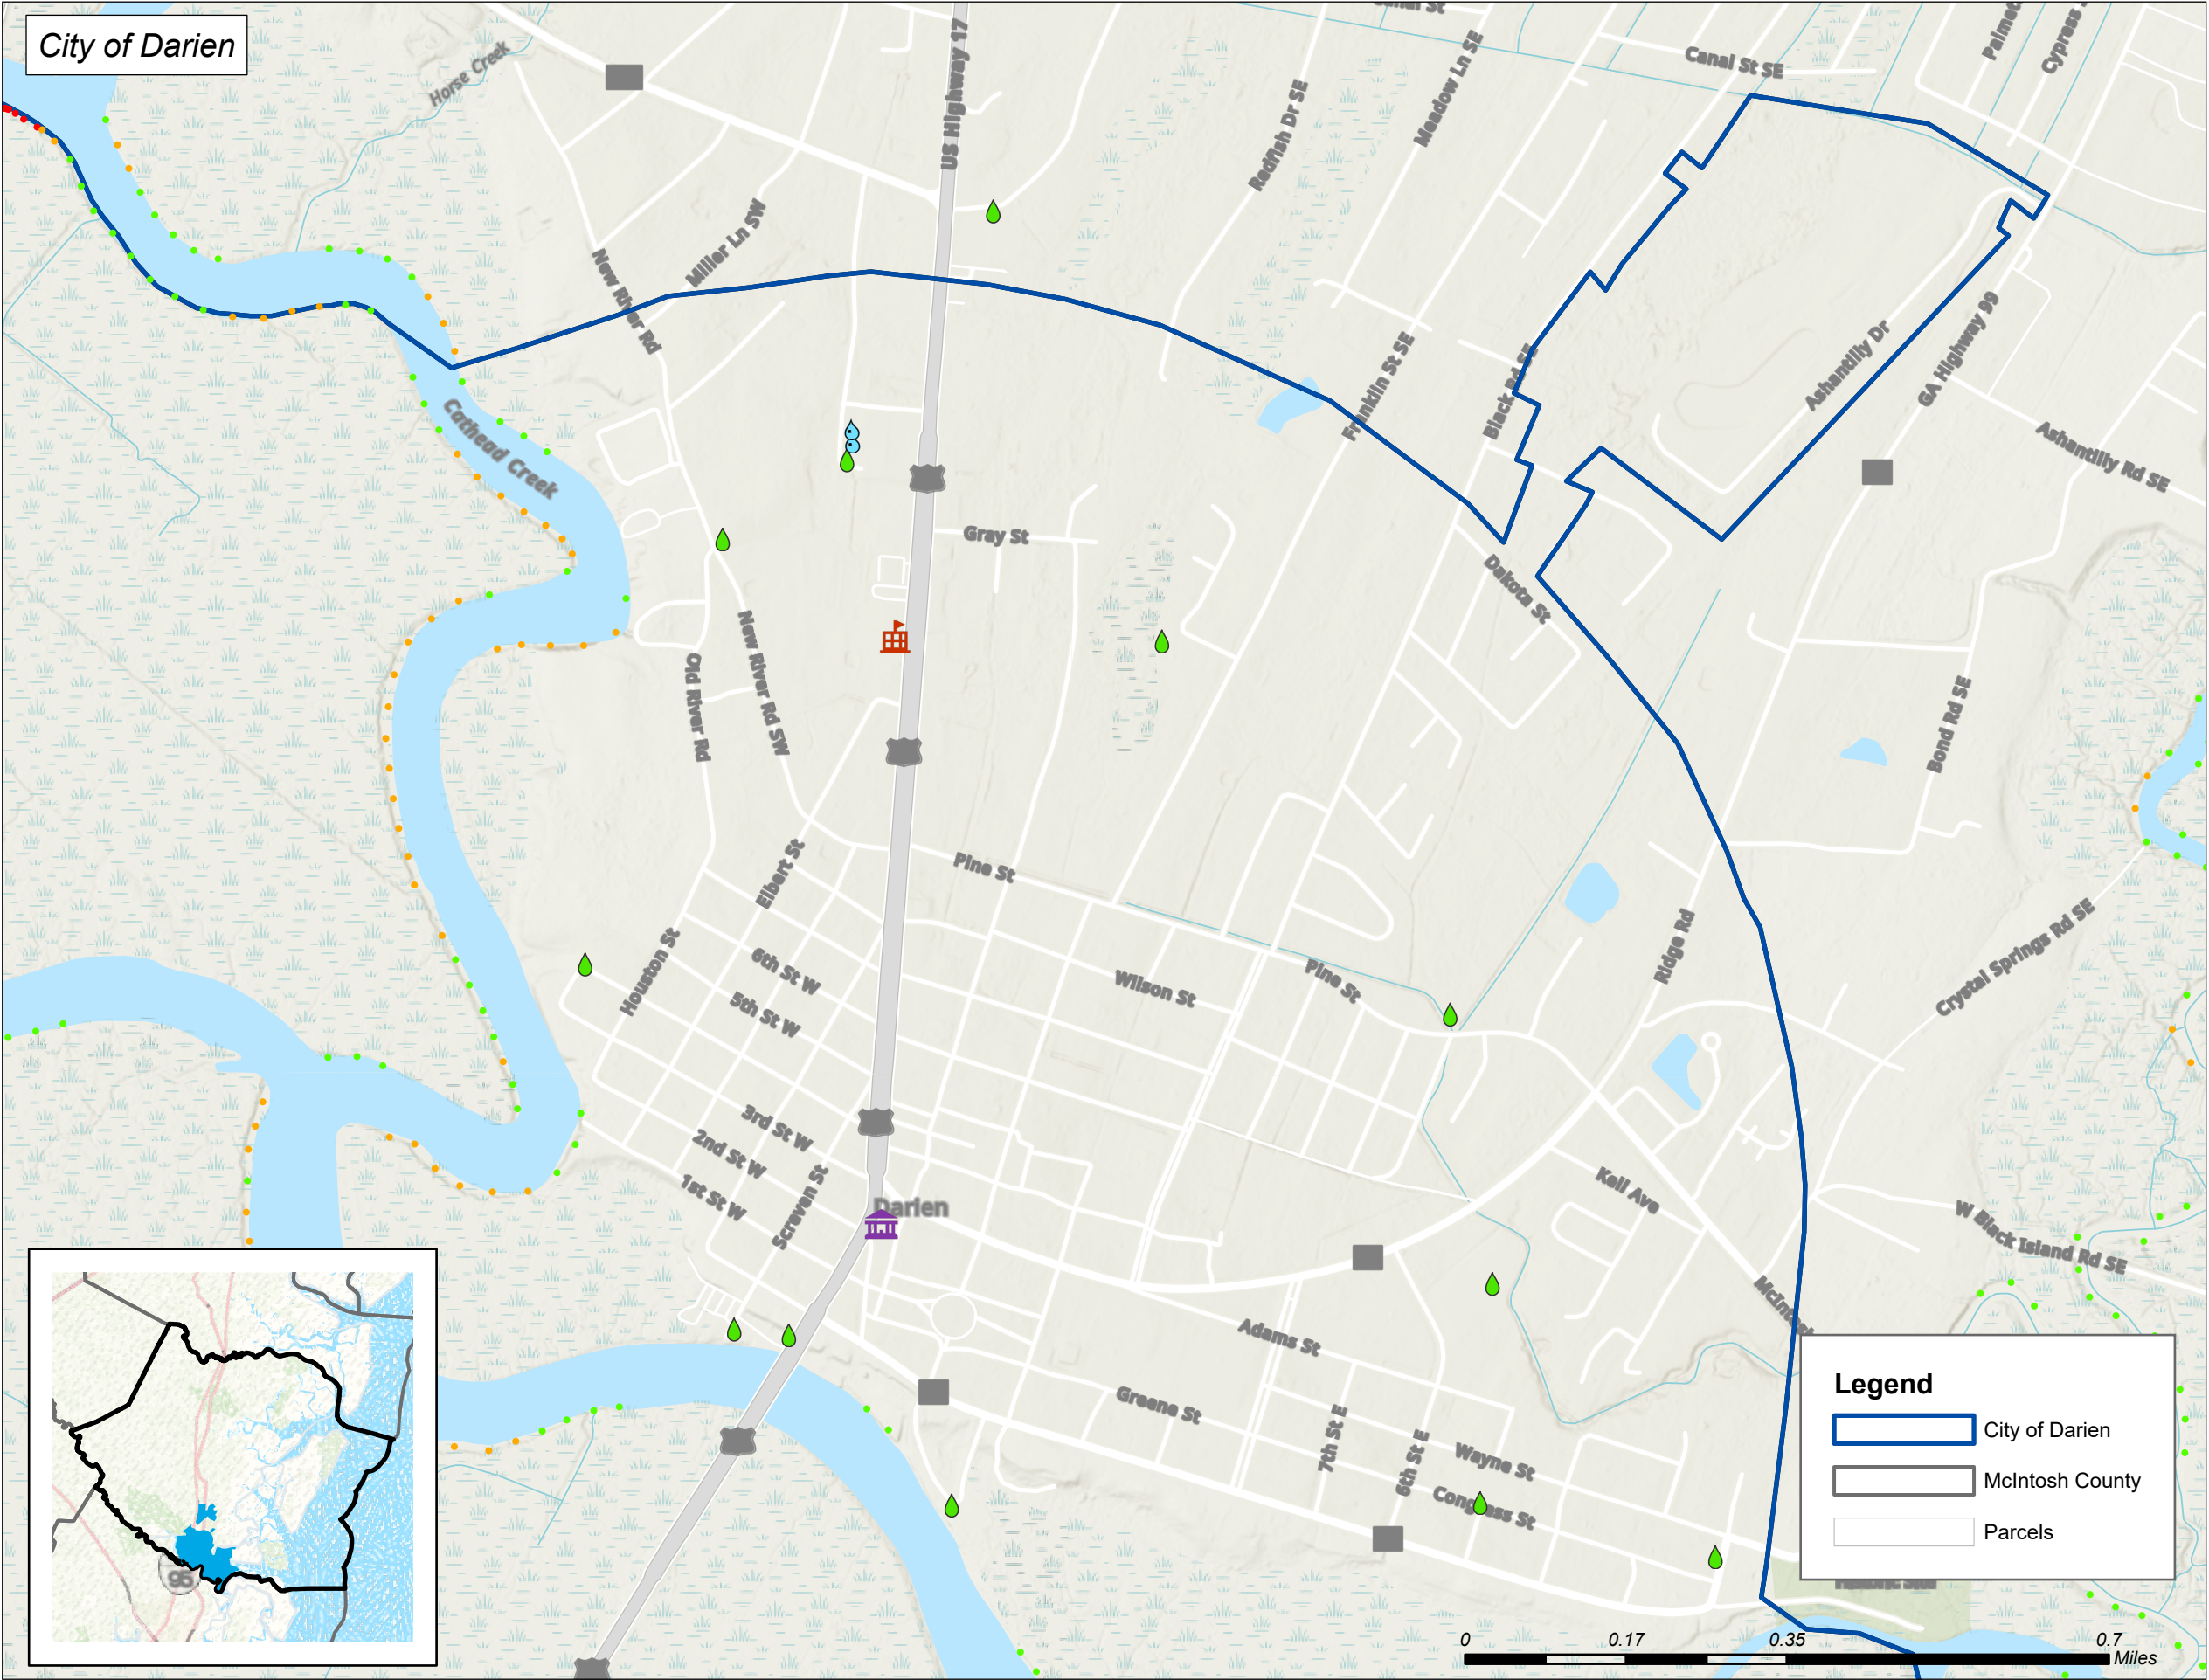 City of Darien
Horse Creek
US Highway 17
Canal St
Meadow Ln SE
Redfish Dr SE
Canal St SE
Cypress
Miller Ln SW
New River Rd
Cathead Creek
Franklin St SE
Black Rd SE
Ashantilly Dr
GA Highway 99
Ashantilly Rd SE
Gray St
Dakota St
New River Rd SW
Old River Rd
Bond Rd SE
Pine St
Elbert St
Houston St
6th St W
5th St W
Wilson St
Pine St
Ridge Rd
Crystal Springs Rd SE
3rd St W
2nd St W
1st St W
Screven St
Darien
Kell Ave
W Black Island Rd SE
McIntosh
Adams St
Greene St
7th St E
6th St E
Wayne St
Congress St
95
Legend
City of Darien
McIntosh County
Parcels
0 0.17 0.35 0.7
Miles